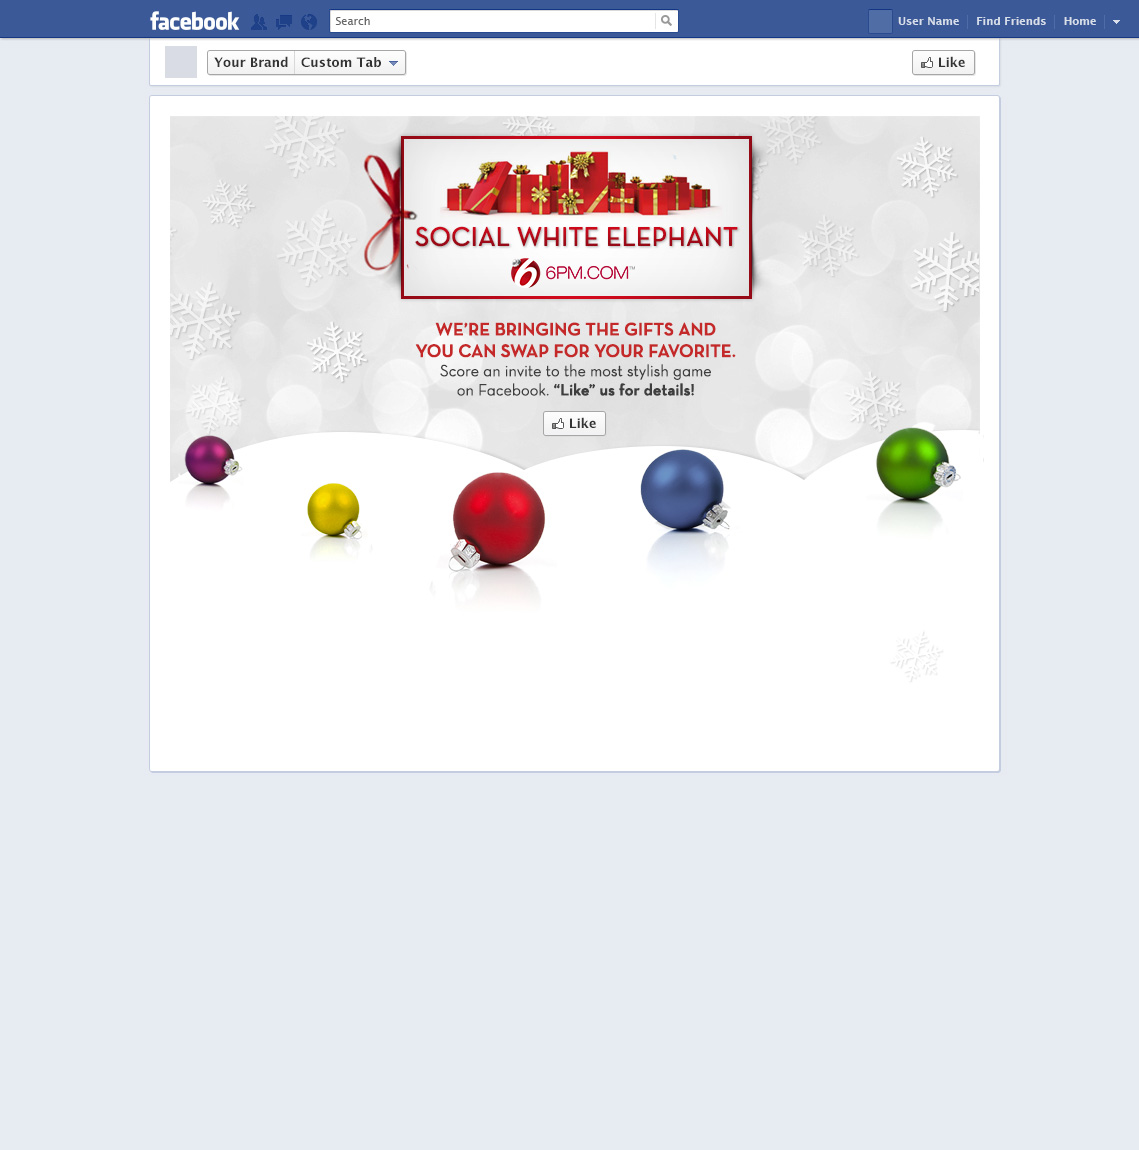 facebook
Search
User Name
Find Friends
Home
Your Brand
Custom Tab
Like
SOCIAL WHITE ELEPHANT
6PM.COM™
WE'RE BRINGING THE GIFTS AND
YOU CAN SWAP FOR YOUR FAVORITE.
Score an invite to the most stylish game
on Facebook. “Like” us for details!
Like